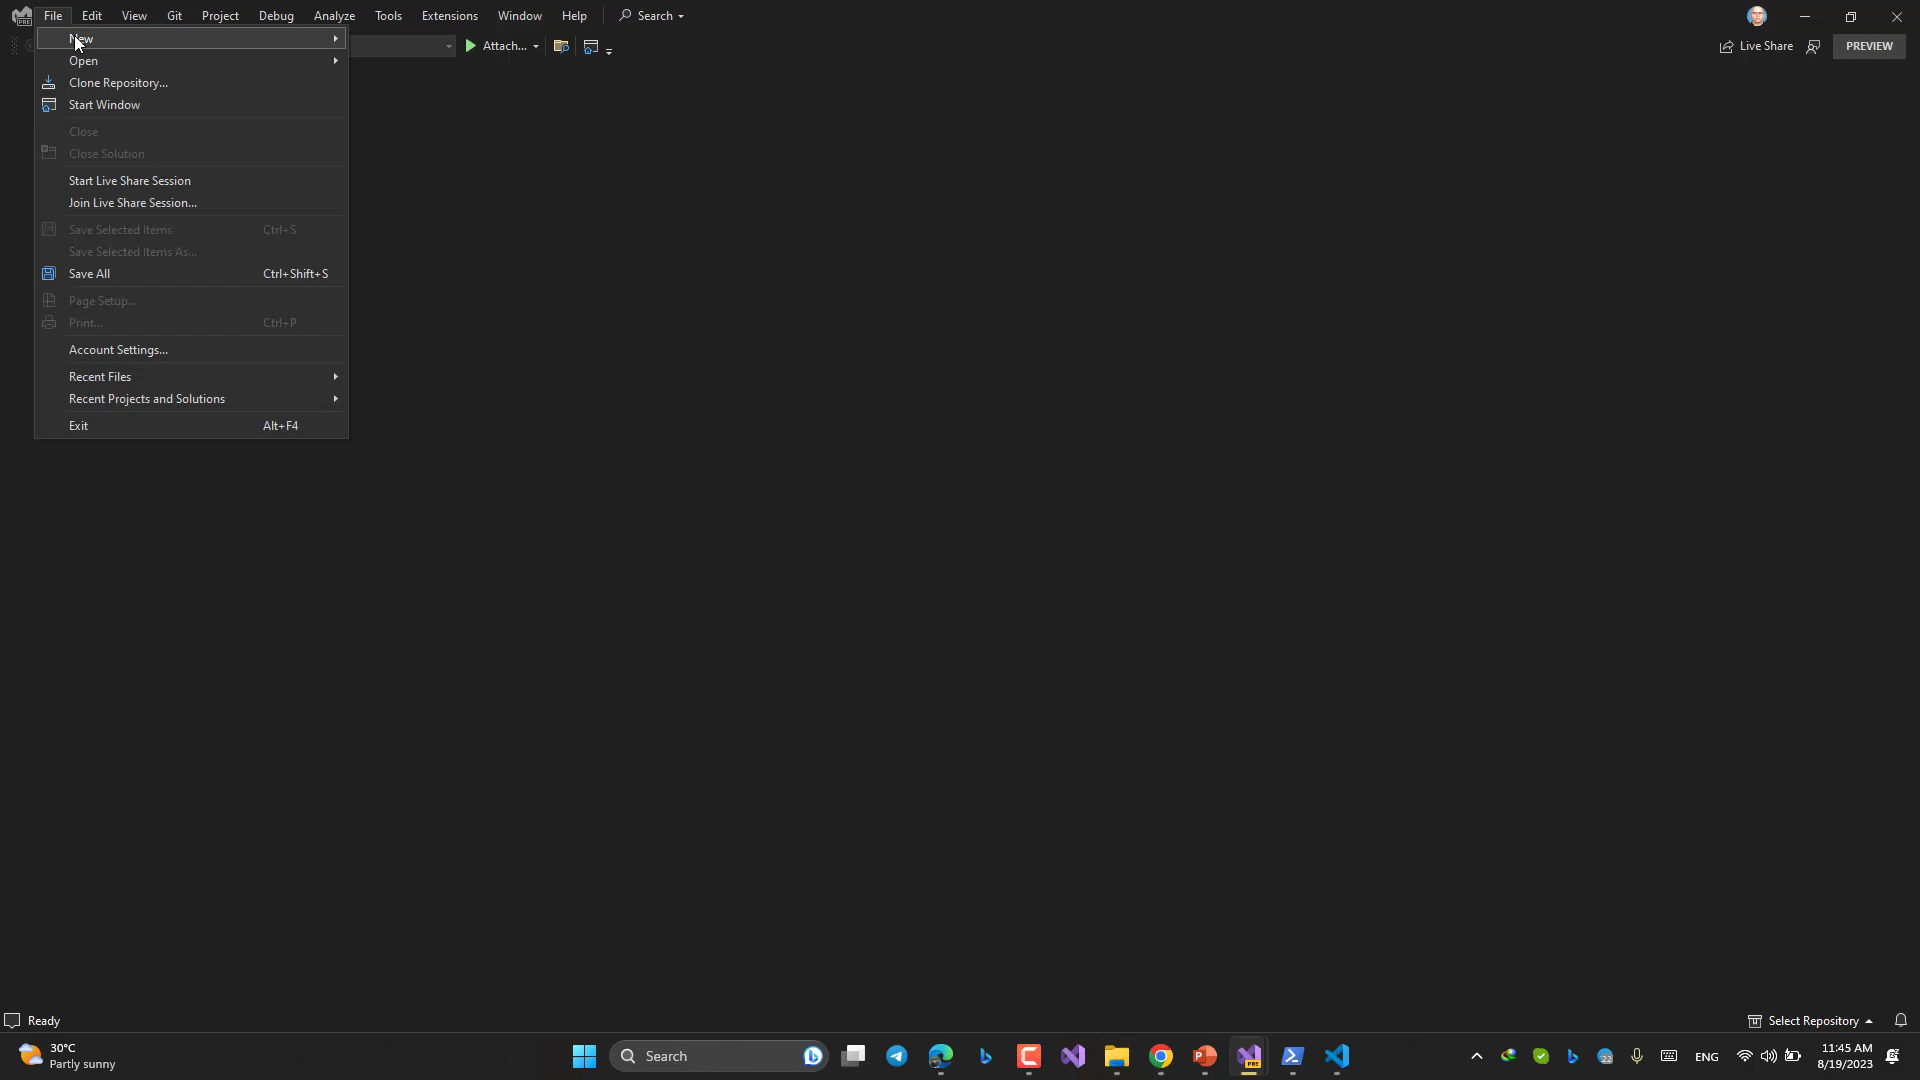 File Edit View Git Project Debug Analyze Tools Extensions Window Help Search
Attach... Live Share PREVIEW
New
Open
Clone Repository...
Start Window
Close
Close Solution
Start Live Share Session
Join Live Share Session...
Save Selected Items Ctrl+S
Save Selected Items As...
Save All Ctrl+Shift+S
Page Setup...
Print... Ctrl+P
Account Settings...
Recent Files
Recent Projects and Solutions
Exit Alt+F4
Ready Select Repository
30°C
Partly sunny
Search
ENG
11:45 AM
8/19/2023